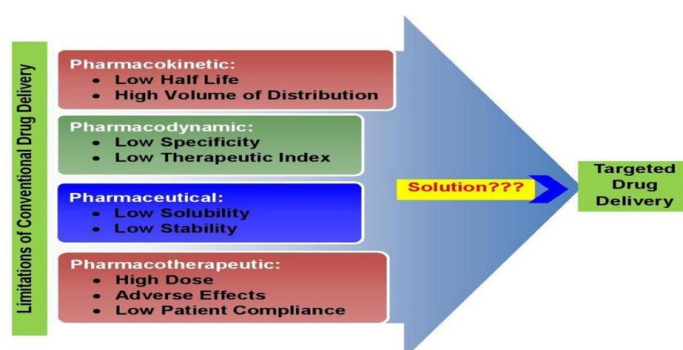 Limitations of Conventional Drug Delivery
Pharmacokinetic:
• Low Half Life
• High Volume of Distribution
Pharmacodynamic:
• Low Specificity
• Low Therapeutic Index
Pharmaceutical:
• Low Solubility
• Low Stability
Pharmacotherapeutic:
• High Dose
• Adverse Effects
• Low Patient Compliance
Solution???
Targeted
Drug
Delivery